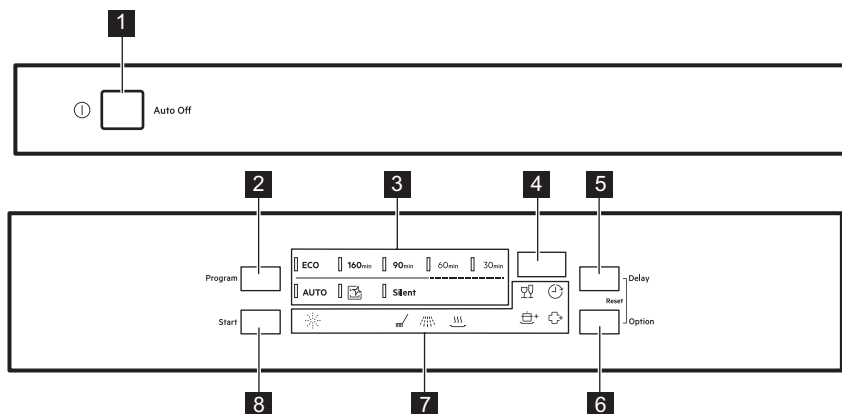 1
Auto Off
2 3 4 5
ECO 160min 90min 60min 30min
Program Delay
AUTO Silent
Reset
Start Option
8 7 6